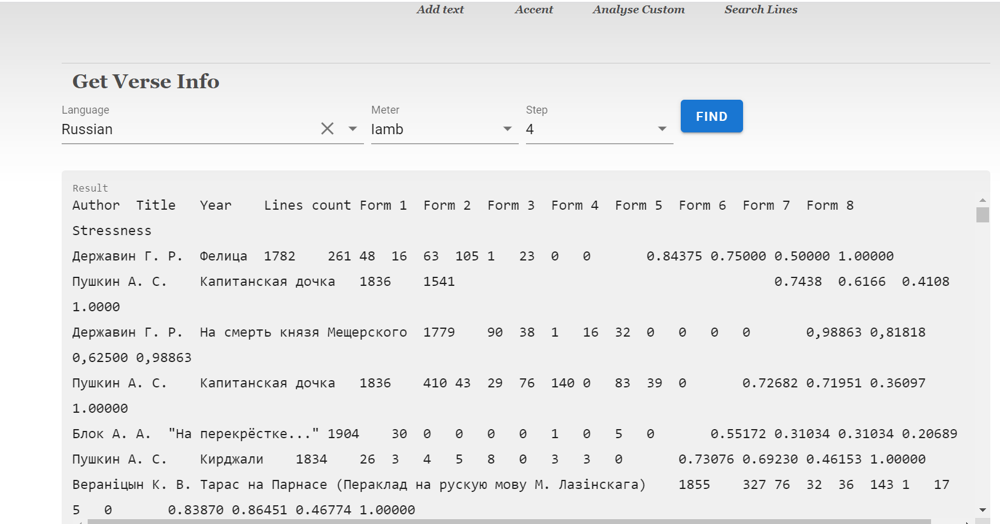 Add text Accent Analyse Custom Search Lines
Get Verse Info
Language Meter Step
Russian Iamb 4 FIND
Result
Author Title Year Lines count Form 1 Form 2 Form 3 Form 4 Form 5 Form 6 Form 7 Form 8
Stressness
Державин Г. Р. Фелица 1782 261 48 16 63 105 1 23 0 0 0.84375 0.75000 0.50000 1.00000
Пушкин А. С. Капитанская дочка 1836 1541 0.7438 0.6166 0.4108
1.0000
Державин Г. Р. На смерть князя Мещерского 1779 90 38 1 16 32 0 0 0 0 0,98863 0,81818
0,62500 0,98863
Пушкин А. С. Капитанская дочка 1836 410 43 29 76 140 0 83 39 0 0.72682 0.71951 0.36097
1.00000
Блок А. А. "На перекрёстке..." 1904 30 0 0 0 0 1 0 5 0 0.55172 0.31034 0.31034 0.20689
Пушкин А. С. Кирджали 1834 26 3 4 5 8 0 3 3 0 0.73076 0.69230 0.46153 1.00000
Вераніцын К. В. Тарас на Парнасе (Пераклад на рускую мову М. Лазінскага) 1855 327 76 32 36 143 1 17
5 0 0.83870 0.86451 0.46774 1.00000